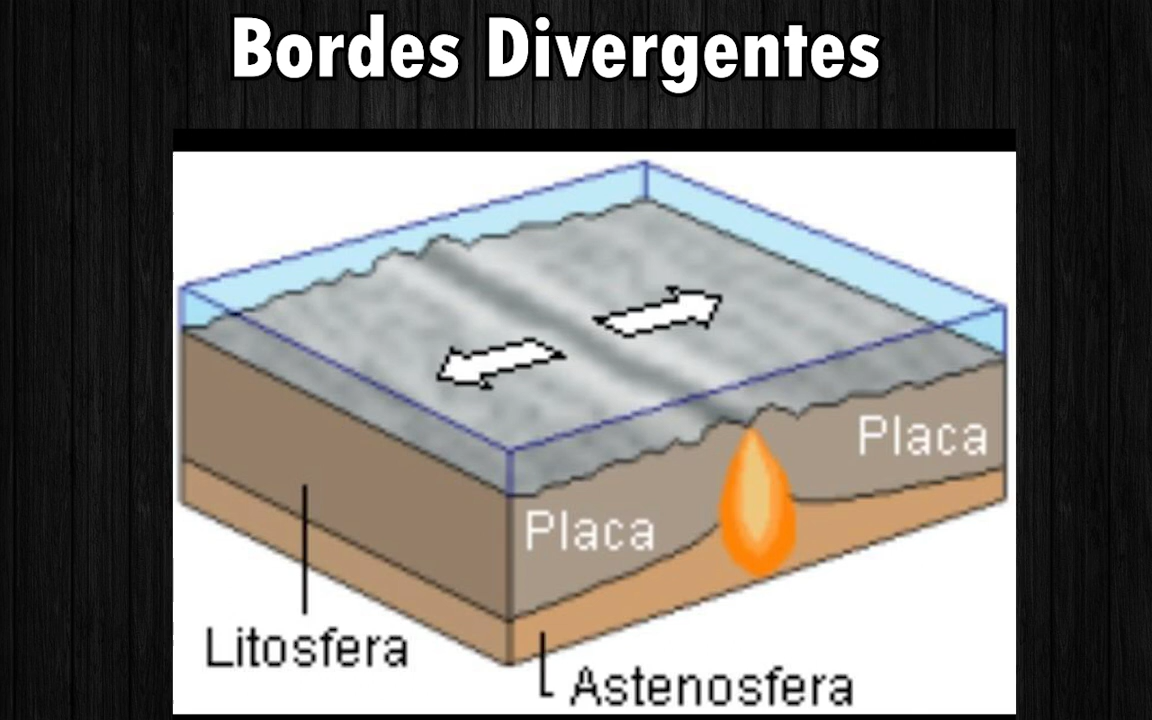 Bordes Divergentes
Placa
Placa
Litosfera
Astenosfera